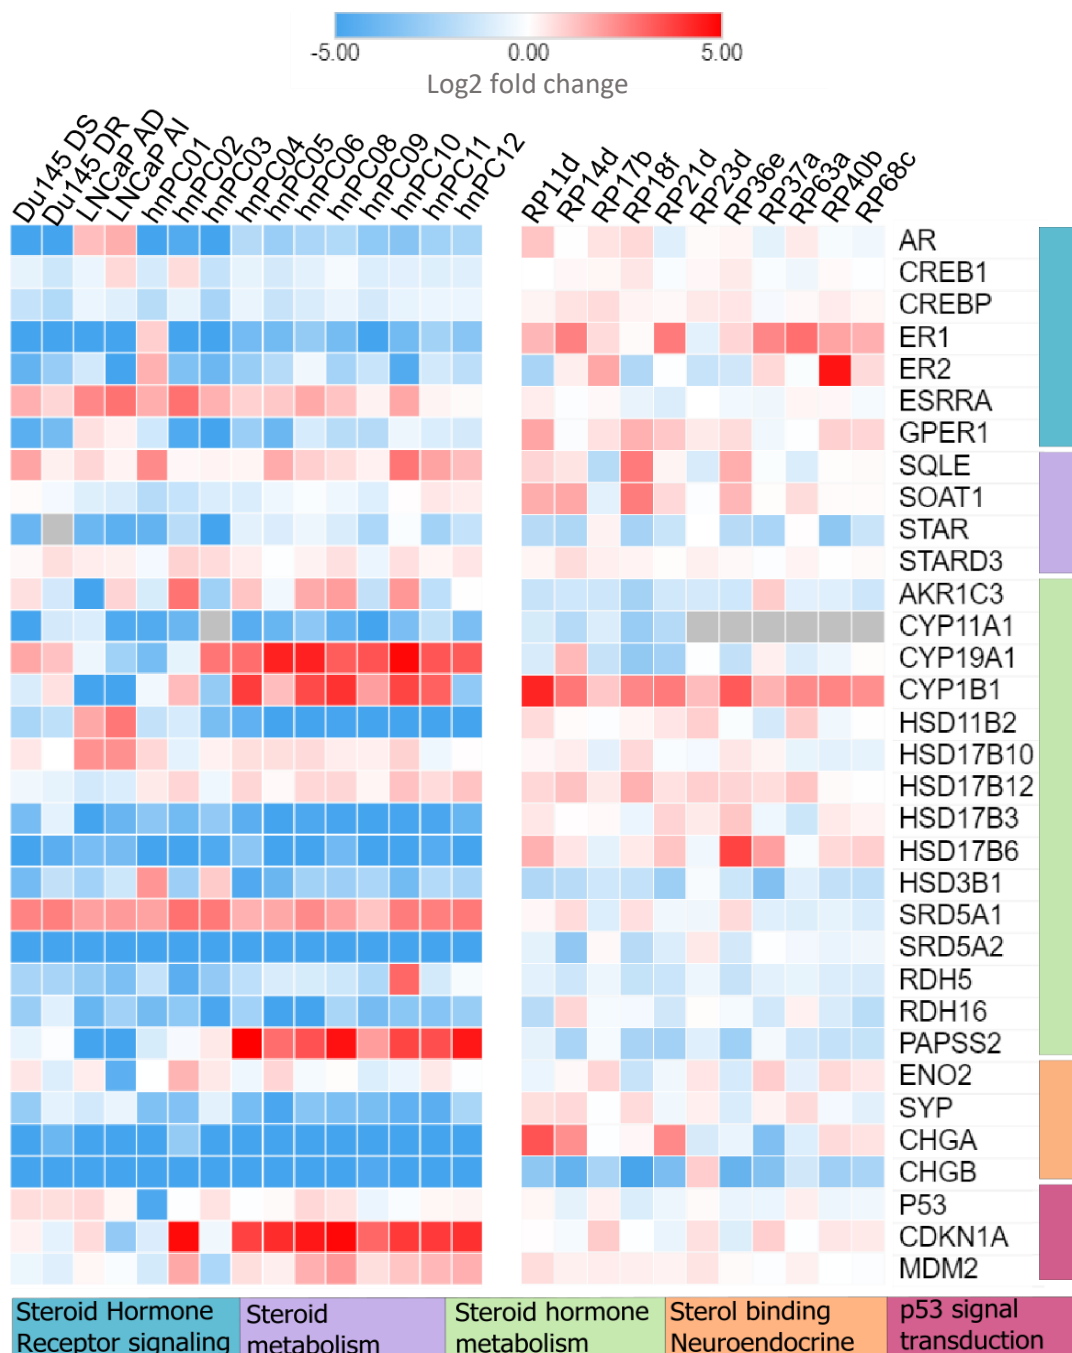 -5.00 0.00 5.00
Log2 fold change
Du145 DS
Du145 DR
LNCaP AD
LNCaP AI
hnPC01
hnPC02
hnPC03
hnPC04
hnPC05
hnPC06
hnPC08
hnPC09
hnPC10
hnPC11
hnPC12
RP11d
RP14d
RP17b
RP18f
RP21d
RP23d
RP36e
RP37a
RP63a
RP40b
RP68c
AR
CREB1
CREBP
ER1
ER2
ESRRA
GPER1
SQLE
SOAT1
STAR
STARD3
AKR1C3
CYP11A1
CYP19A1
CYP1B1
HSD11B2
HSD17B10
HSD17B12
HSD17B3
HSD17B6
HSD3B1
SRD5A1
SRD5A2
RDH5
RDH16
PAPSS2
ENO2
SYP
CHGA
CHGB
P53
CDKN1A
MDM2
Steroid Hormone
Receptor signaling
Steroid
metabolism
Steroid hormone
metabolism
Sterol binding
Neuroendocrine
p53 signal
transduction